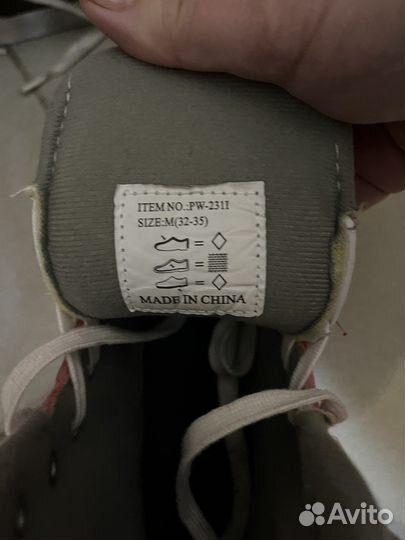 ITEM NO.:PW-231I
SIZE:M(32-35)
=
=
=
MADE IN CHINA
Avito